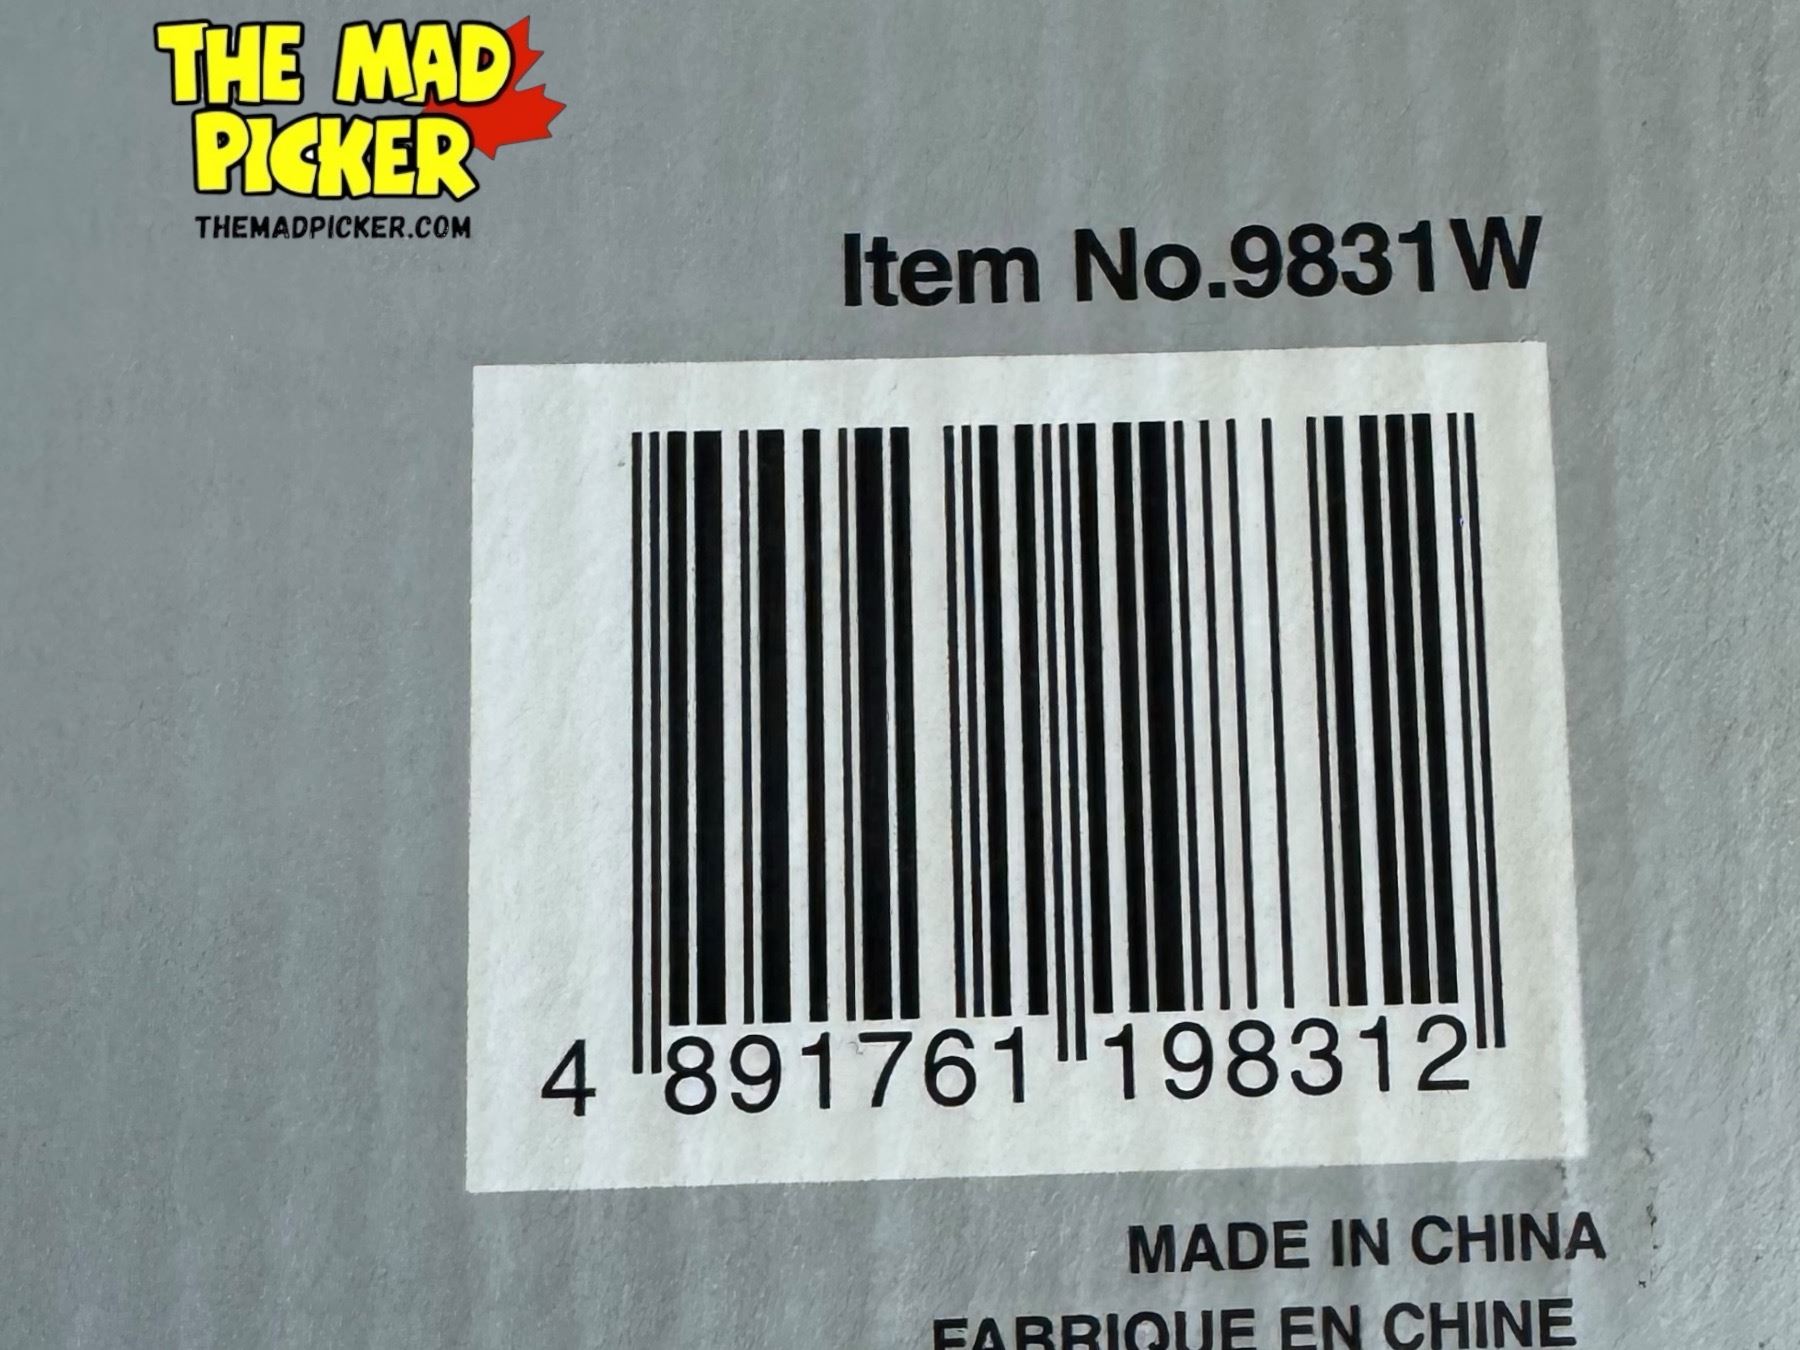 THE MAD
PICKER
THEMADPICKER.COM
Item No.9831W
4 891761 198312
MADE IN CHINA
FABRIQUE EN CHINE